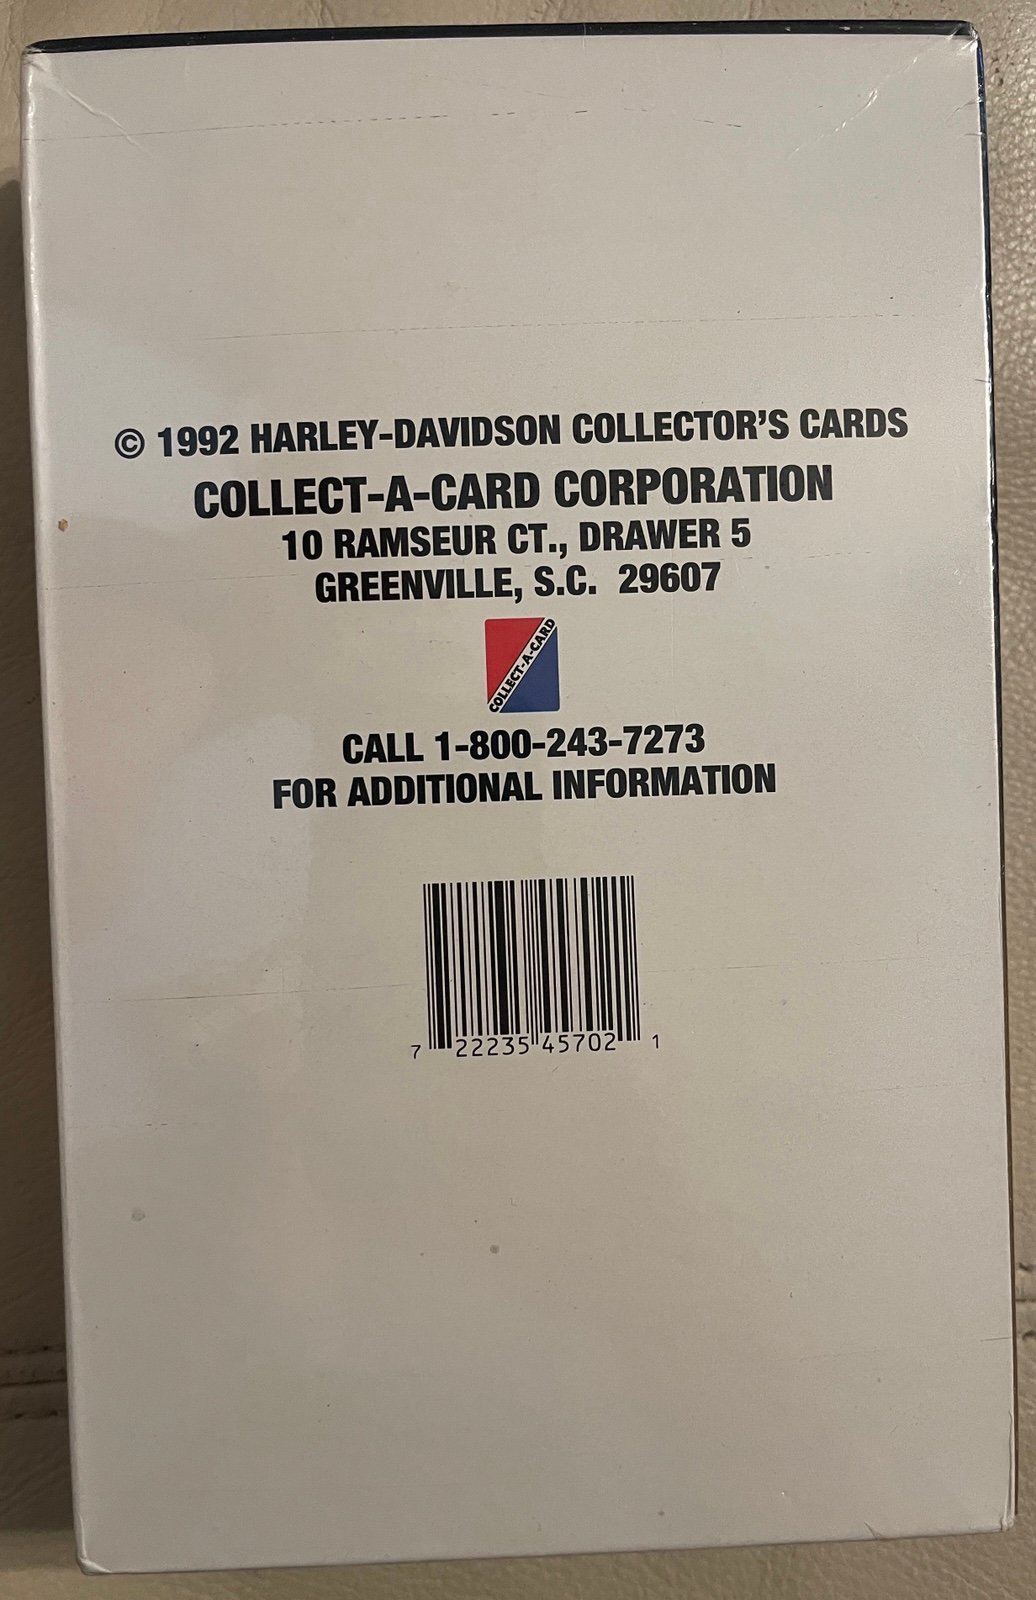 © 1992 HARLEY-DAVIDSON COLLECTOR'S CARDS
COLLECT-A-CARD CORPORATION
10 RAMSEUR CT., DRAWER 5
GREENVILLE, S.C. 29607
COLLECT-A-CARD
CALL 1-800-243-7273
FOR ADDITIONAL INFORMATION
7 22235 45702 1